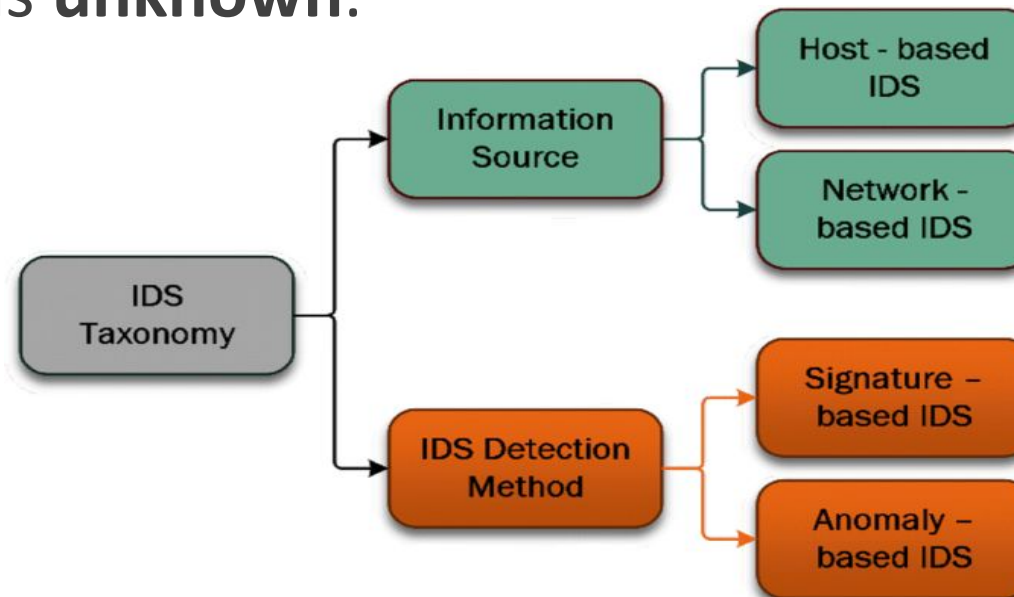 s unknown.
Host - based
IDS
Information
Source
Network -
based IDS
IDS
Taxonomy
Signature –
based IDS
IDS Detection
Method
Anomaly –
based IDS